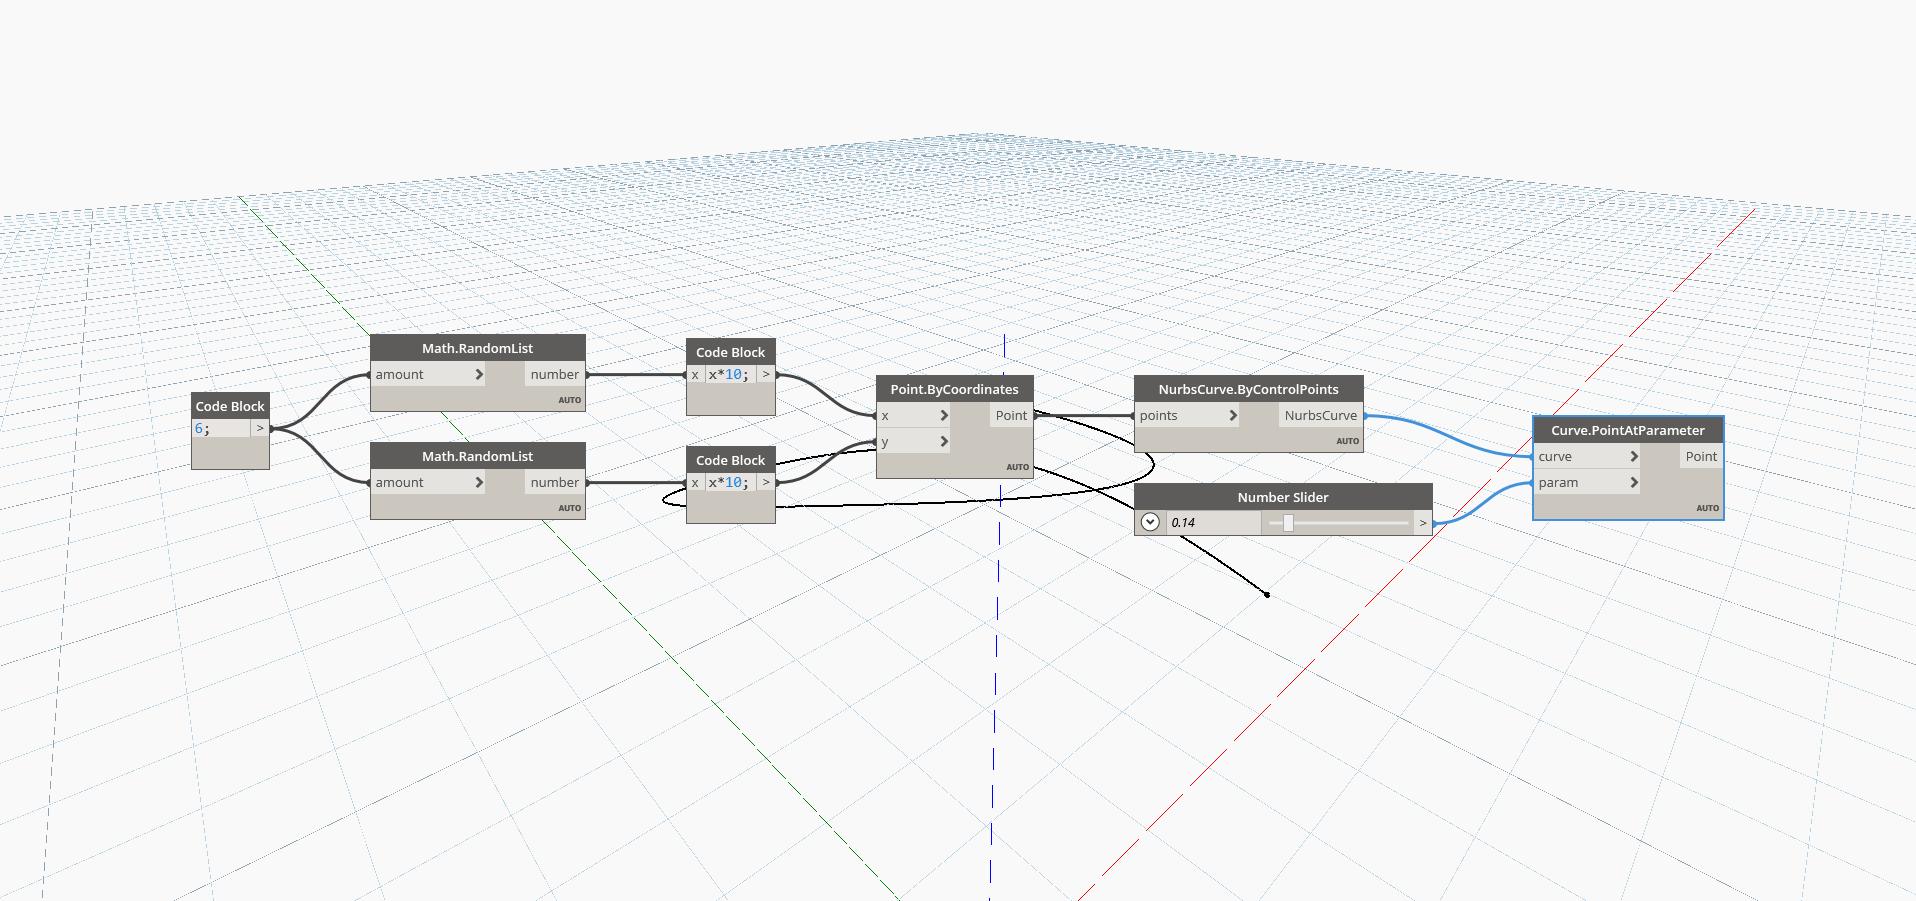 Code Block
6; >
Math.RandomList
amount > number
AUTO
Math.RandomList
amount > number
AUTO
Code Block
x x*10; >
Code Block
x x*10; >
Point.ByCoordinates
x > Point
y >
AUTO
NurbsCurve.ByControlPoints
points > NurbsCurve
AUTO
Number Slider
0.14 >
Curve.PointAtParameter
curve > Point
param >
AUTO